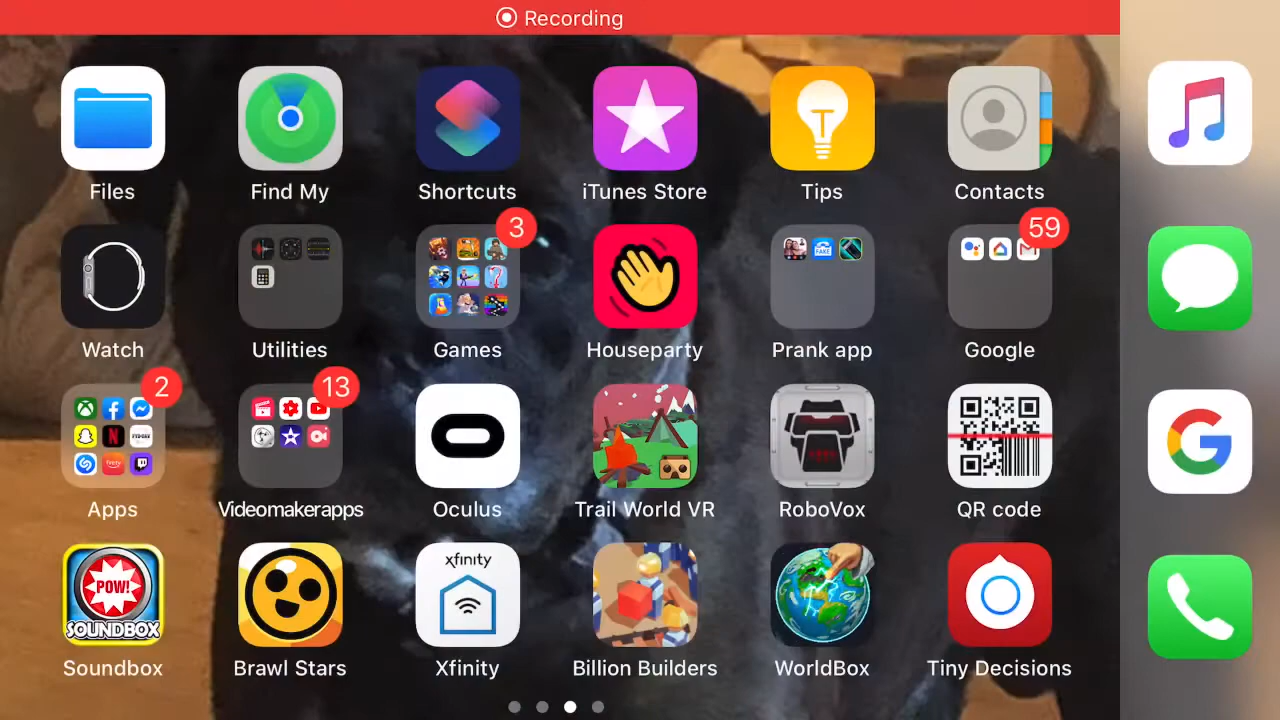 Recording
Files
Find My
Shortcuts
iTunes Store
Tips
Contacts
3
59
Watch
Utilities
Games
Houseparty
Prank app
Google
2
13
Apps
Videomakerapps
Oculus
Trail World VR
RoboVox
QR code
POW!
SOUNDBOX
xfinity
Soundbox
Brawl Stars
Xfinity
Billion Builders
WorldBox
Tiny Decisions